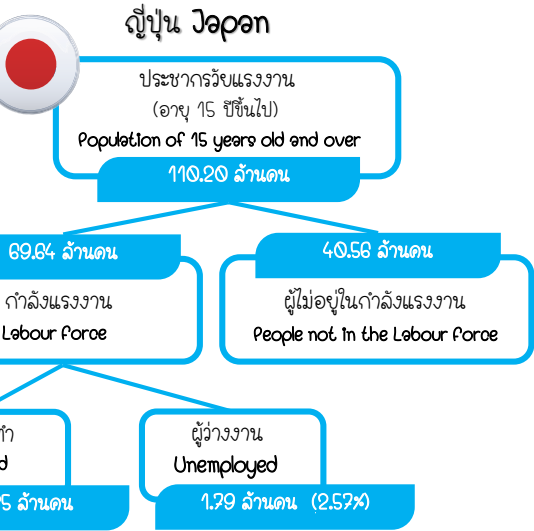 ญี่ปุ่น Japan
ประชากรวัยแรงงาน
(อายุ 15 ปีขึ้นไป)
Population of 15 years old and over
110.20 ล้านคน
69.64 ล้านคน
กำลังแรงงาน
Labour Force
40.56 ล้านคน
ผู้ไม่อยู่ในกำลังแรงงาน
People not in the Labour Force
ล้านคน
ผู้ว่างงาน
Unemployed
1.79 ล้านคน (2.57%)